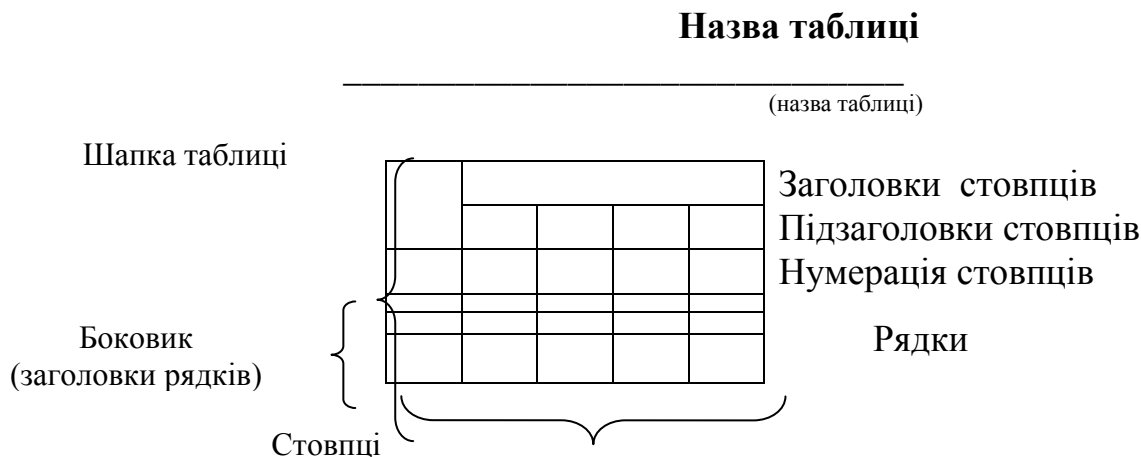 Назва таблиці
(назва таблиці)
Шапка таблиці
Заголовки стовпців
Підзаголовки стовпців
Нумерація стовпців
Боковик
(заголовки рядків)
Рядки
Стовпці